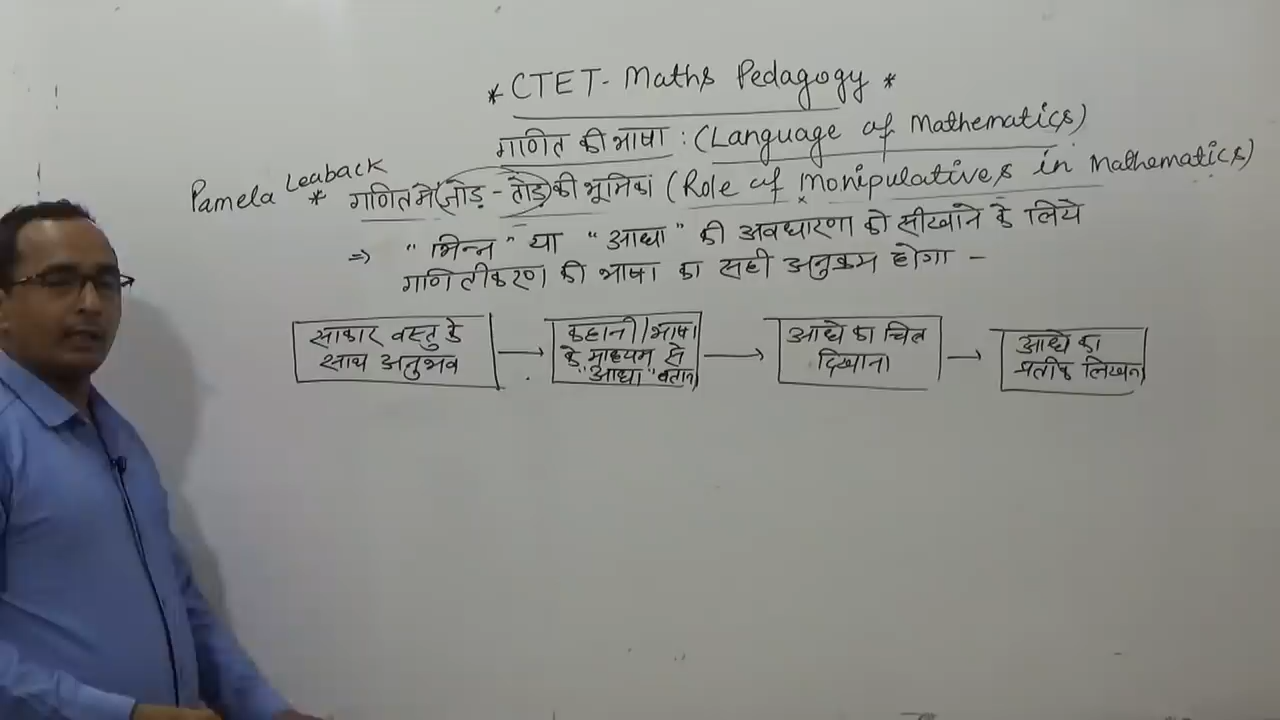 * CTET - Maths Pedagogy *
गणित की भाषा : (Language of Mathematics)
Pamela Leaback
* गणित मे (जोड़ - तोड़) की भूमिका (Role of Monipulatives in Mathematics)
⇒ "भिन्न" या "आधा" की अवधारणा को सीखाने के लिये
गणितीकरण की भाषा का सही अनुक्रम होगा -
साकार वस्तु के
साथ अनुभव
→
कहानी/भाषा
के माध्यम से
"आधा" बताना
→
आधे का चित्र
दिखाना
→
आधे का
प्रतीक लिखना